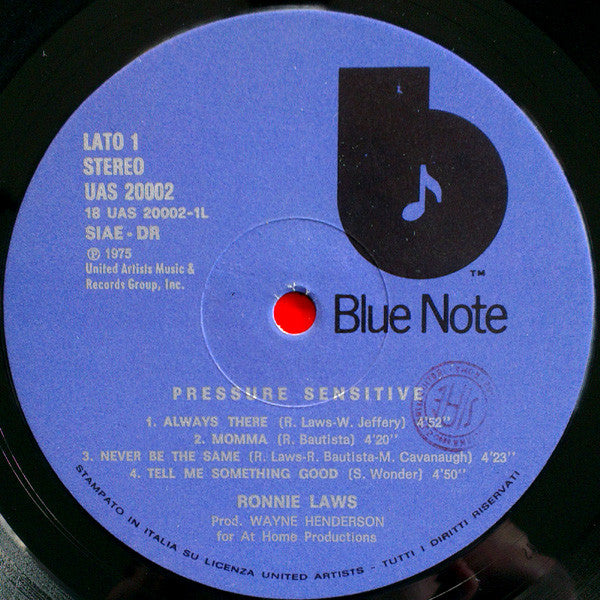 LATO 1
STEREO
UAS 20002
18 UAS 20002-1L
SIAE - DR
℗ 1975
United Artists Music &
Records Group, Inc.
TM
Blue Note
PRESSURE SENSITIVE
1. ALWAYS THERE (R. Laws-W. Jeffery) 4'52"
2. MOMMA (R. Bautista) 4'20"
3. NEVER BE THE SAME (R. Laws-R. Bautista-M. Cavanaugh) 4'23"
4. TELL ME SOMETHING GOOD (S. Wonder) 4'50"
RONNIE LAWS
Prod. WAYNE HENDERSON
for At Home Productions
STAMPATO IN ITALIA SU LICENZA UNITED ARTISTS - TUTTI I DIRITTI RISERVATI